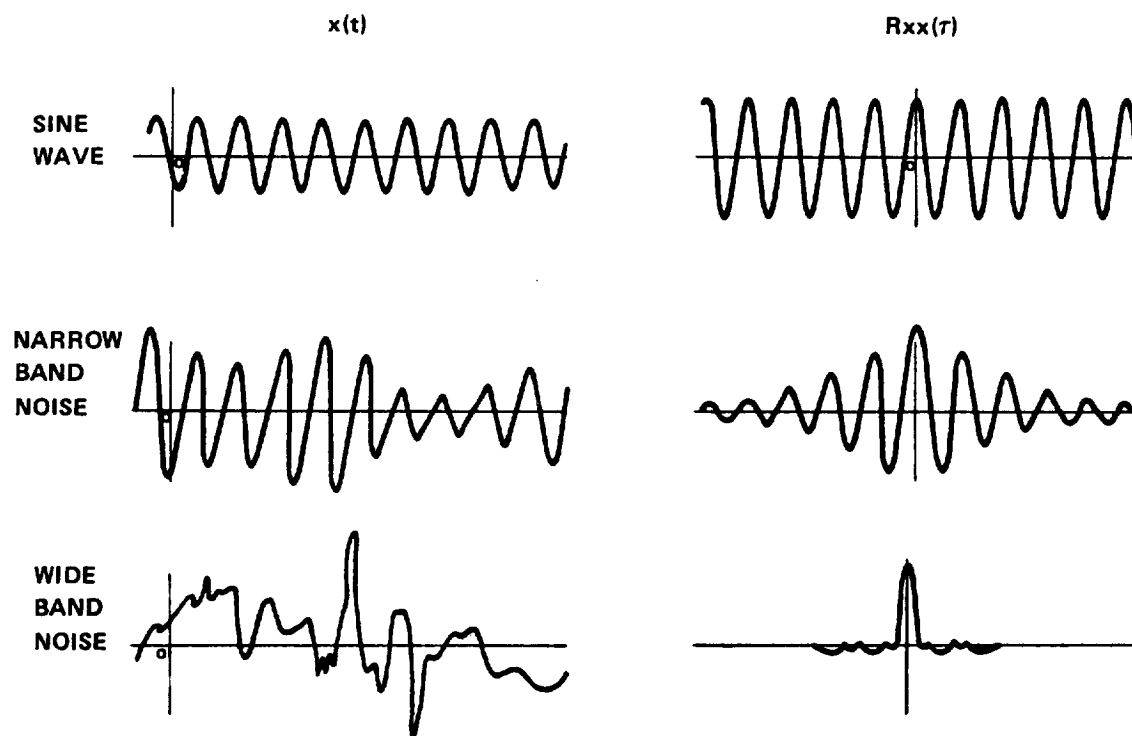 x(t)
Rxx(τ)
SINE
WAVE
o
o
NARROW
BAND
NOISE
o
WIDE
BAND
NOISE
o